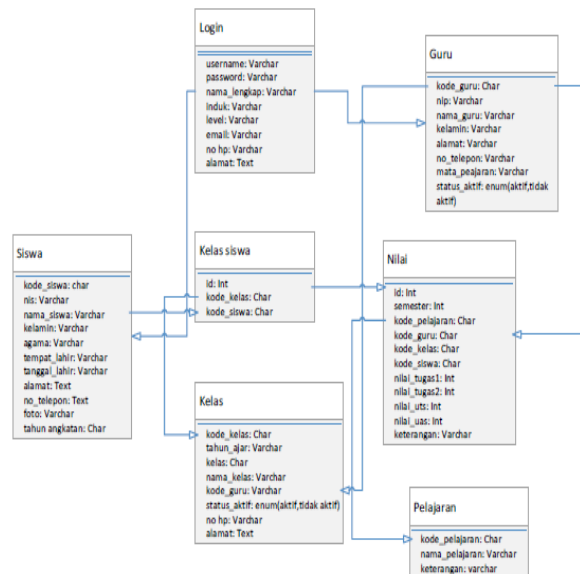 Login
username: Varchar
password: Varchar
nama_lengkap: Varchar
induk: Varchar
level: Varchar
email: Varchar
no hp: Varchar
alamat: Text
Guru
kode_guru: Char
nip: Varchar
nama_guru: Varchar
kelamin: Varchar
alamat: Varchar
no_telepon: Varchar
mata_peajaran: Varchar
status_aktif: enum(aktif,tidak
aktif)
Siswa
kode_siswa: char
nis: Varchar
nama_siswa: Varchar
kelamin: Varchar
agama: Varchar
tempat_lahir: Varchar
tanggal_lahir: Varchar
alamat: Text
no_telepon: Text
foto: Varchar
tahun angkatan: Char
Kelas siswa
id: Int
kode_kelas: Char
kode_siswa: Char
Nilai
id: Int
semester: Int
kode_pelajaran: Char
kode_guru: Char
kode_kelas: Char
kode_siswa: Char
nilai_tugas1: Int
nilai_tugas2: Int
nilai_uts: Int
nilai_uas: Int
keterangan: Varchar
Kelas
kode_kelas: Char
tahun_ajar: Varchar
kelas: Char
nama_kelas: Varchar
kode_guru: Varchar
status_aktif: enum(aktif,tidak aktif)
no hp: Varchar
alamat: Text
Pelajaran
kode_pelajaran: Char
nama_pelajaran: Varchar
keterangan: varchar